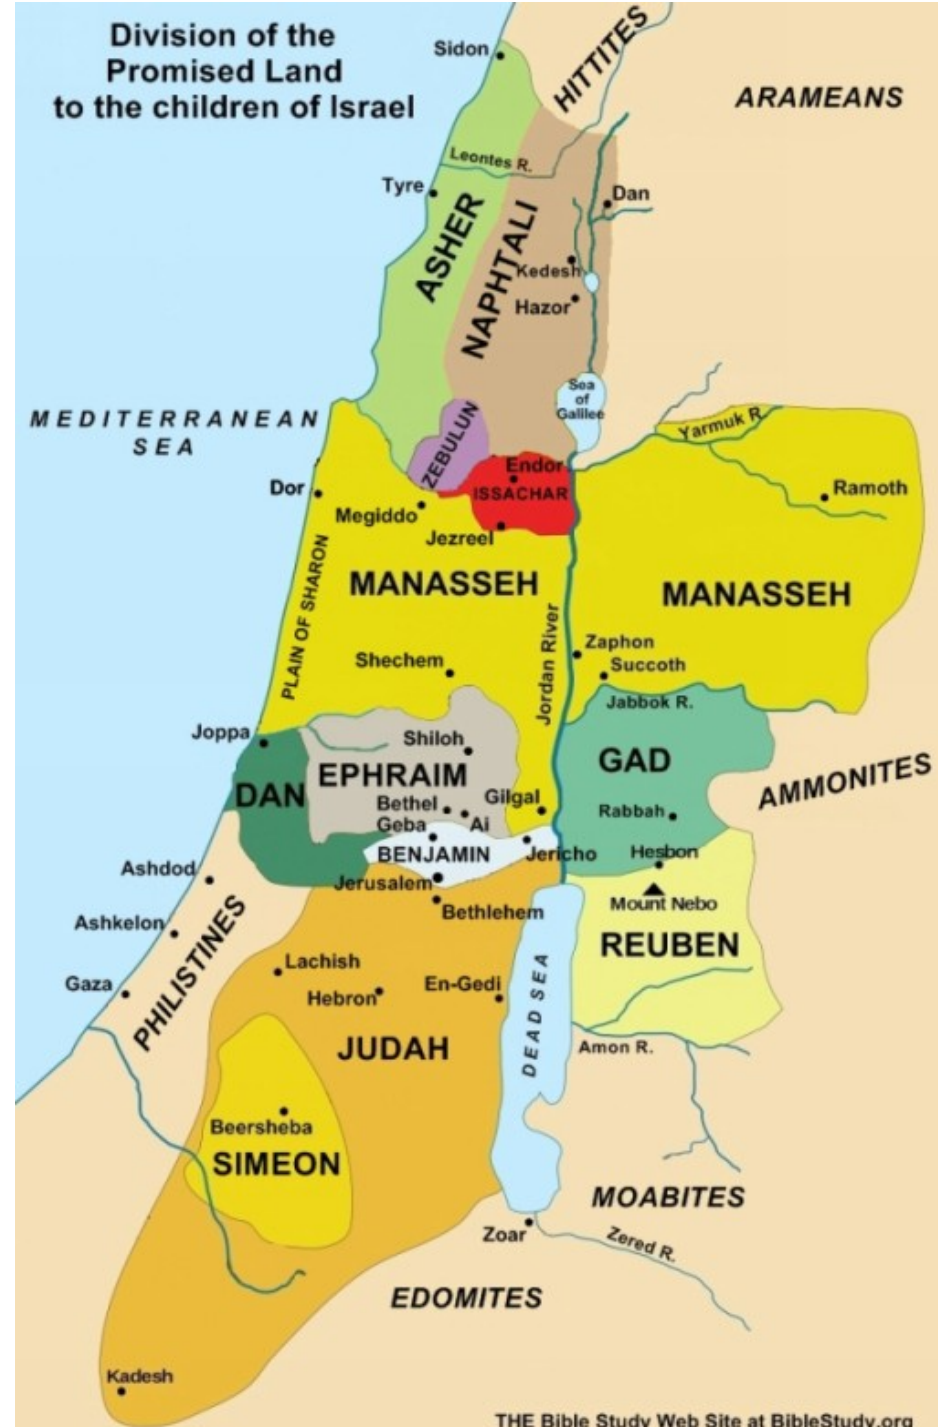 Division of the
Promised Land
to the children of Israel
Sidon
HITTITES
ARAMEANS
Leontes R.
Tyre
Dan
ASHER
NAPHTALI
Kedesh
Hazor
Sea
of
Galilee
MEDITERRANEAN
SEA
ZEBULUN
Yarmuk R.
Endor
ISSACHAR
Dor
Ramoth
Megiddo
Jezreel
MANASSEH
MANASSEH
PLAIN OF SHARON
Jordan River
Zaphon
Shechem
Succoth
Jabbok R.
Joppa
Shiloh
GAD
EPHRAIM
DAN
AMMONITES
Bethel
Gilgal
Rabbah
Geba
Ai
BENJAMIN
Jericho
Hesbon
Ashdod
Jerusalem
Mount Nebo
Bethlehem
Ashkelon
REUBEN
PHILISTINES
Lachish
Gaza
Hebron
En-Gedi
DEAD SEA
JUDAH
Amon R.
Beersheba
SIMEON
MOABITES
Zoar
Zered R.
EDOMITES
Kadesh
THE Bible Study Web Site at BibleStudy.org